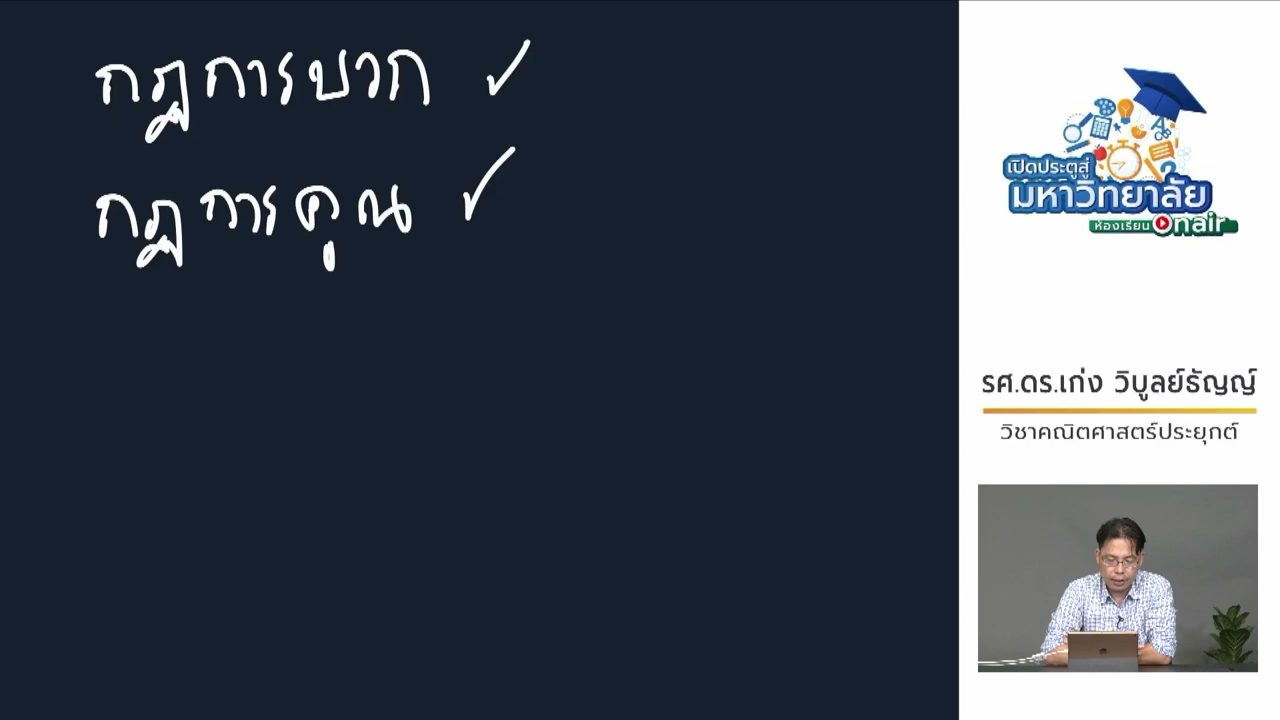 กฎการบวก ✓
กฎการคูณ ✓
เปิดประตูสู่
มหาวิทยาลัย
ห้องเรียน Onair
รศ.ดร.เก่ง วิบูลย์ธัญญ์
วิชาคณิตศาสตร์ประยุกต์